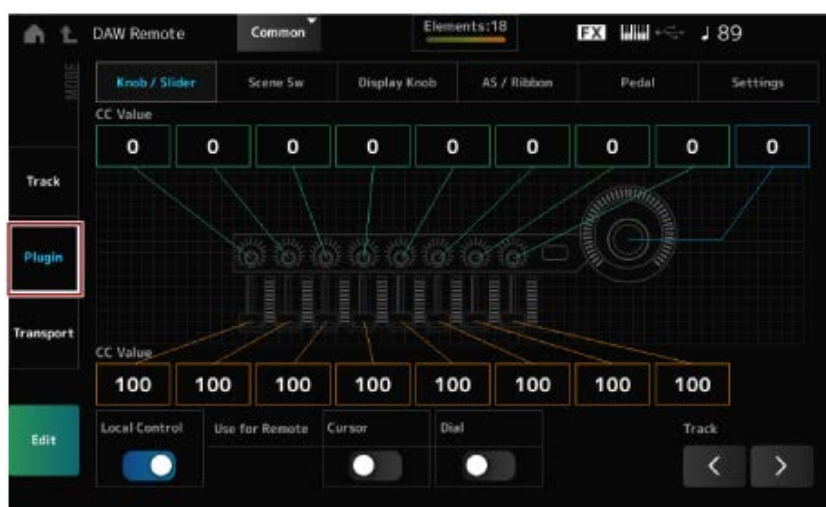 DAW Remote Common Elements:18 FX ♩ 89
MODE
Knob / Slider Scene Sw Display Knob AS / Ribbon Pedal Settings
CC Value
0 0 0 0 0 0 0 0 0
Track
Plugin
Transport
CC Value
100 100 100 100 100 100 100 100
Edit
Local Control Use for Remote Cursor Dial Track